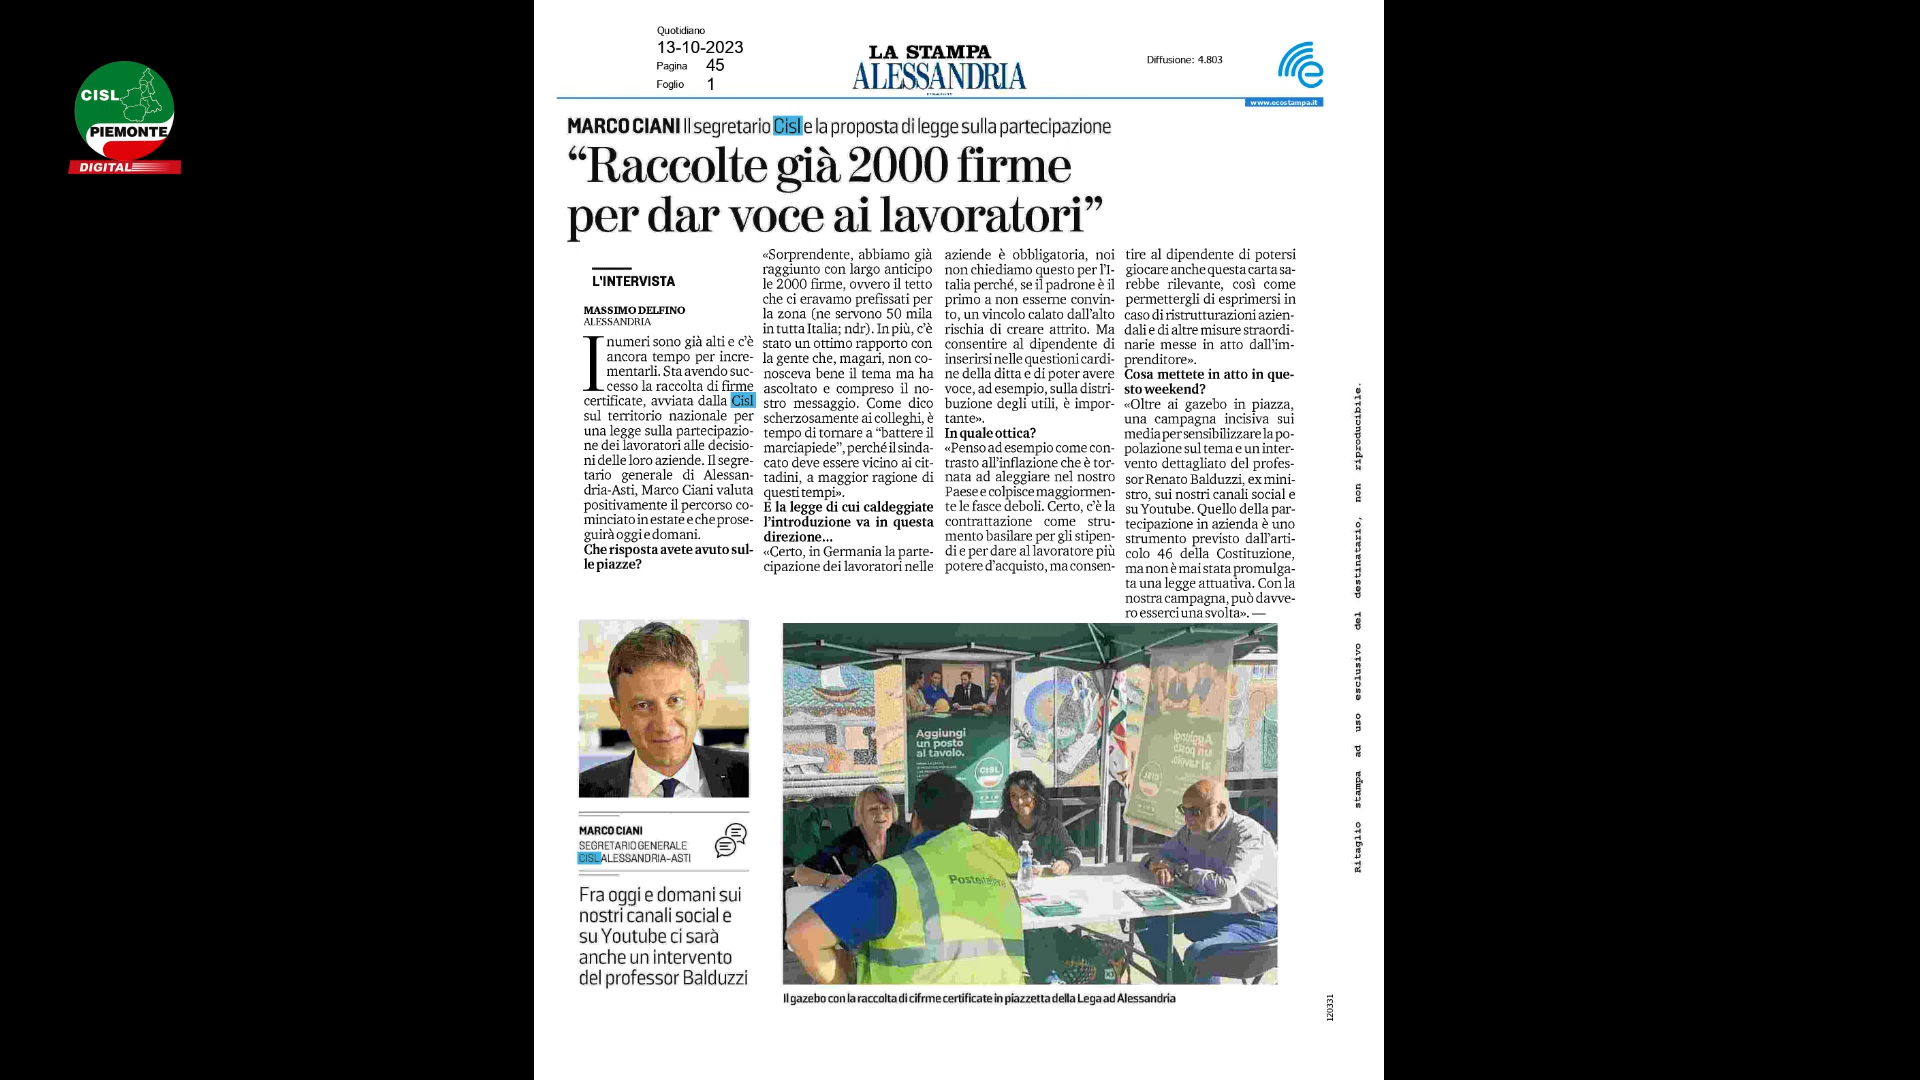 CISL
PIEMONTE
DIGITAL
Quotidiano
13-10-2023
Pagina 45
Foglio 1
LA STAMPA
ALESSANDRIA
Diffusione: 4.803
www.ecostampa.it
MARCO CIANI Il segretario Cisl e la proposta di legge sulla partecipazione
“Raccolte già 2000 firme
per dar voce ai lavoratori”
L'INTERVISTA
MASSIMO DELFINO
ALESSANDRIA
I numeri sono già alti e c’è
ancora tempo per incre-
mentarli. Sta avendo suc-
cesso la raccolta di firme
certificate, avviata dalla Cisl
sul territorio nazionale per
una legge sulla partecipazio-
ne dei lavoratori alle decisio-
ni delle loro aziende. Il segre-
tario generale di Alessan-
dria-Asti, Marco Ciani valuta
positivamente il percorso co-
minciato in estate e che prose-
guirà oggi e domani.
Che risposta avete avuto sul-
le piazze?
«Sorprendente, abbiamo già
raggiunto con largo anticipo
le 2000 firme, ovvero il tetto
che ci eravamo prefissati per
la zona (ne servono 50 mila
in tutta Italia; ndr). In più, c’è
stato un ottimo rapporto con
la gente che, magari, non co-
nosceva bene il tema ma ha
ascoltato e compreso il no-
stro messaggio. Come dico
scherzosamente ai colleghi, è
tempo di tornare a “battere il
marciapiede”, perché il sinda-
cato deve essere vicino ai cit-
tadini, a maggior ragione di
questi tempi».
E la legge di cui caldeggiate
l’introduzione va in questa
direzione...
«Certo, in Germania la parte-
cipazione dei lavoratori nelle
aziende è obbligatoria, noi
non chiediamo questo per l’I-
talia perché, se il padrone è il
primo a non esserne convin-
to, un vincolo calato dall’alto
rischia di creare attrito. Ma
consentire al dipendente di
inserirsi nelle questioni cardi-
ne della ditta e di poter avere
voce, ad esempio, sulla distri-
buzione degli utili, è impor-
tante».
In quale ottica?
«Penso ad esempio come con-
trasto all’inflazione che è tor-
nata ad aleggiare nel nostro
Paese e colpisce maggiormen-
te le fasce deboli. Certo, c’è la
contrattazione come stru-
mento basilare per gli stipen-
di e per dare al lavoratore più
potere d’acquisto, ma consen-
tire al dipendente di potersi
giocare anche questa carta sa-
rebbe rilevante, così come
permettergli di esprimersi in
caso di ristrutturazioni azien-
dali e di altre misure straordi-
narie messe in atto dall’im-
prenditore».
Cosa mettete in atto in que-
sto weekend?
«Oltre ai gazebo in piazza,
una campagna incisiva sui
media per sensibilizzare la po-
polazione sul tema e un inter-
vento dettagliato del profes-
sor Renato Balduzzi, ex mini-
stro, sui nostri canali social e
su Youtube. Quello della par-
tecipazione in azienda è uno
strumento previsto dall’arti-
colo 46 della Costituzione,
ma non è mai stata promulga-
ta una legge attuativa. Con la
nostra campagna, può davve-
ro esserci una svolta». —
MARCO CIANI
SEGRETARIO GENERALE
CISL ALESSANDRIA-ASTI
Fra oggi e domani sui
nostri canali social e
su Youtube ci sarà
anche un intervento
del professor Balduzzi
Aggiungi
un posto
al tavolo.
CISL
Aggiungi
un posto
al tavolo.
CISL
Posteitaliane
Il gazebo con la raccolta di cifrme certificate in piazzetta della Lega ad Alessandria
Ritaglio stampa ad uso esclusivo del destinatario, non riproducibile.
120331